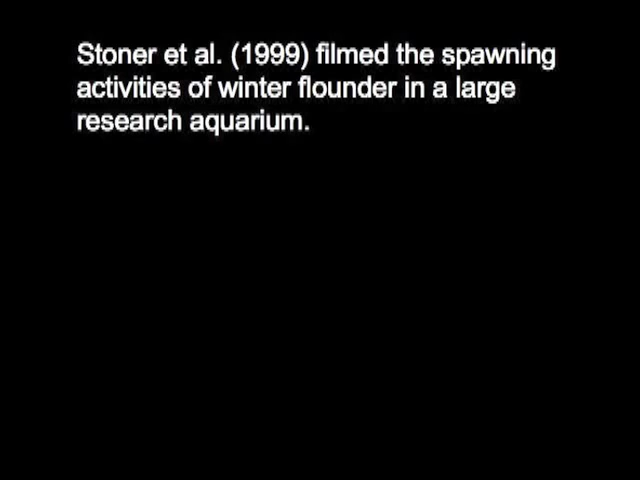 Stoner et al. (1999) filmed the spawning
activities of winter flounder in a large
research aquarium.